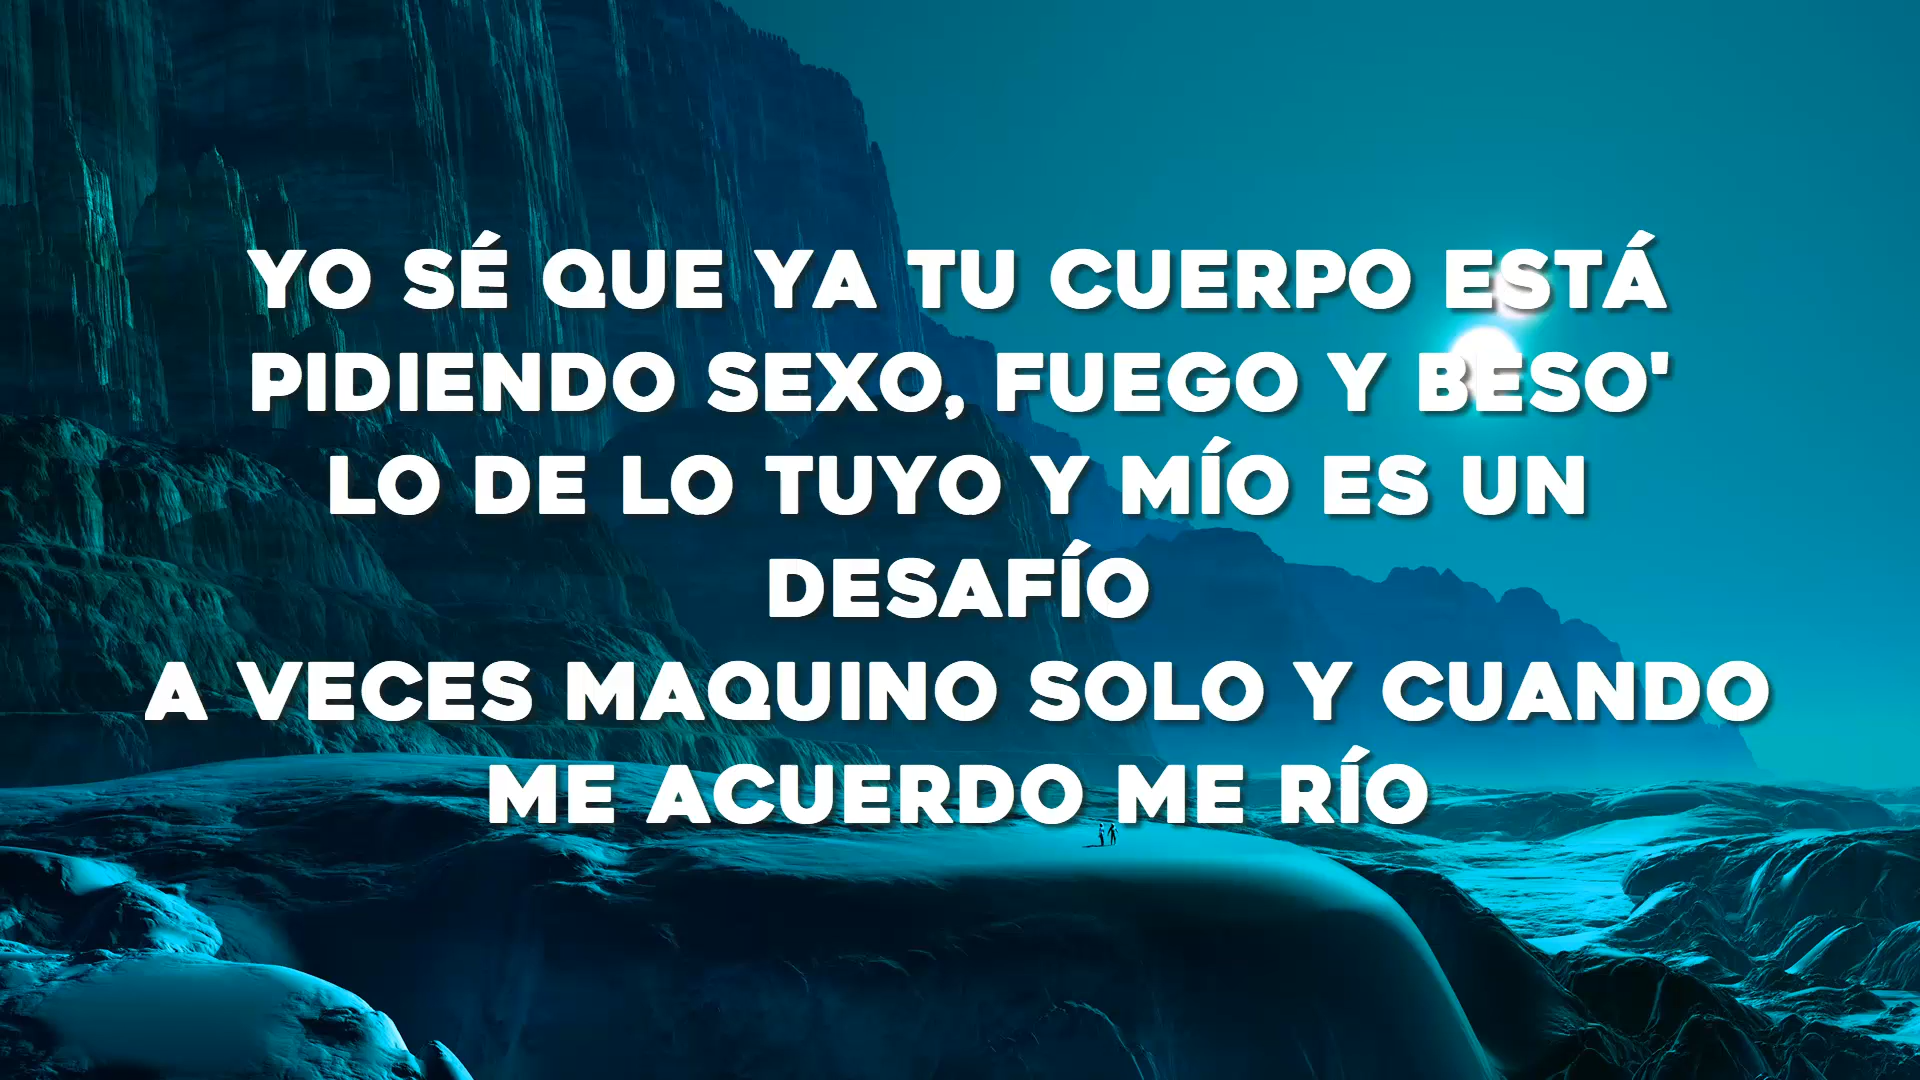 YO SÉ QUE YA TU CUERPO ESTÁ
PIDIENDO SEXO, FUEGO Y BESO'
LO DE LO TUYO Y MÍO ES UN
DESAFÍO
A VECES MAQUINO SOLO Y CUANDO
ME ACUERDO ME RÍO